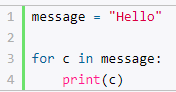 1 message = "Hello"
2
3 for c in message:
4     print(c)